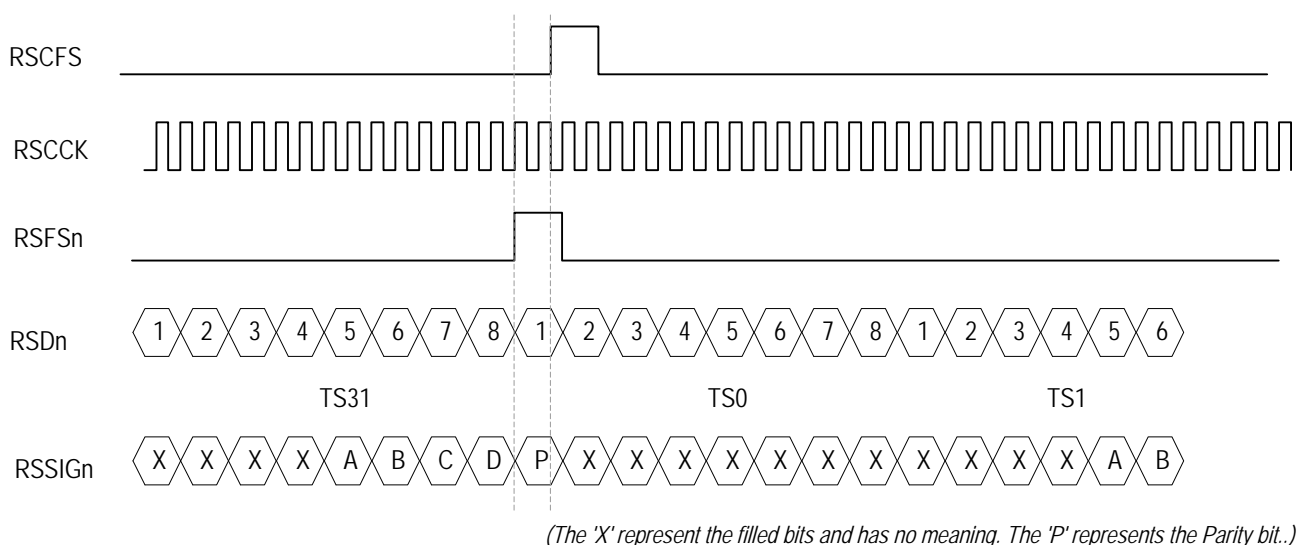 RSCFS
RSCCK
RSFSn
RSDn 1 2 3 4 5 6 7 8 1 2 3 4 5 6 7 8 1 2 3 4 5 6
TS31 TS0 TS1
RSSIGn X X X X A B C D P X X X X X X X X X X X A B
(The 'X' represent the filled bits and has no meaning. The 'P' represents the Parity bit..)